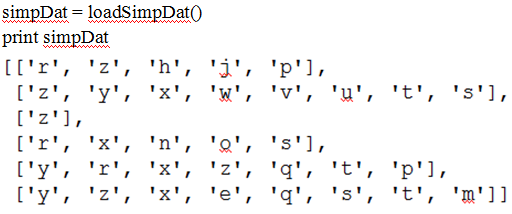 simpDat = loadSimpDat()
print simpDat
[['r', 'z', 'h', 'j', 'p'],
['z', 'y', 'x', 'w', 'v', 'u', 't', 's'],
['z'],
['r', 'x', 'n', 'o', 's'],
['y', 'r', 'x', 'z', 'q', 't', 'p'],
['y', 'z', 'x', 'e', 'q', 's', 't', 'm']]